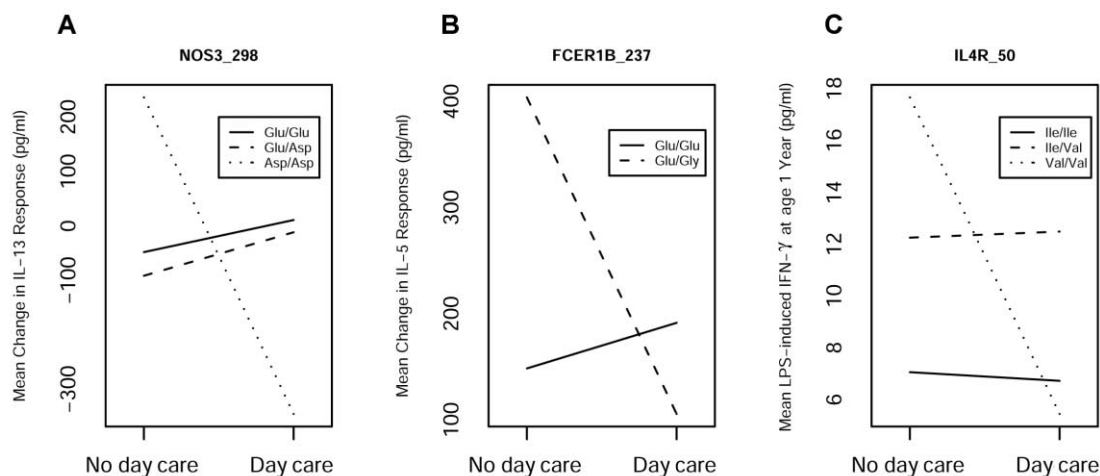 A
NOS3_298
Mean Change in IL−13 Response (pg/ml)
200
100
0
−100
−300
Glu/Glu
Glu/Asp
Asp/Asp
No day care Day care
B
FCER1B_237
Mean Change in IL−5 Response (pg/ml)
400
300
200
100
Glu/Glu
Glu/Gly
No day care Day care
C
IL4R_50
Mean LPS−induced IFN−γ at age 1 Year (pg/ml)
18
16
14
12
10
8
6
Ile/Ile
Ile/Val
Val/Val
No day care Day care